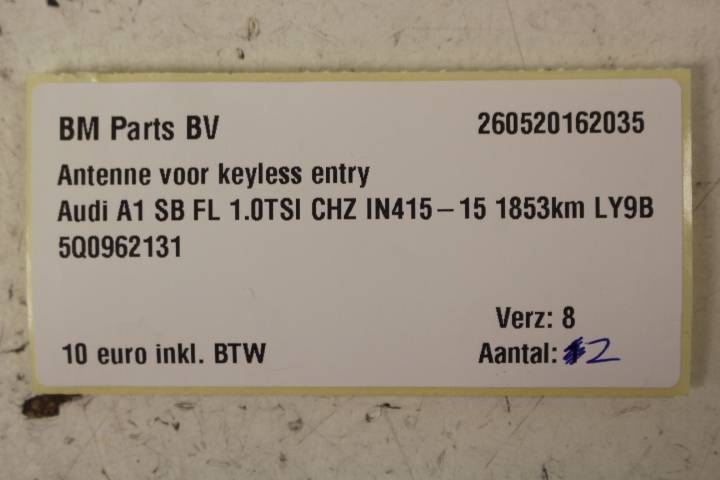 BM Parts BV 260520162035
Antenne voor keyless entry
Audi A1 SB FL 1.0TSI CHZ IN415-15 1853km LY9B
5Q0962131
Verz: 8
10 euro inkl. BTW Aantal: 2